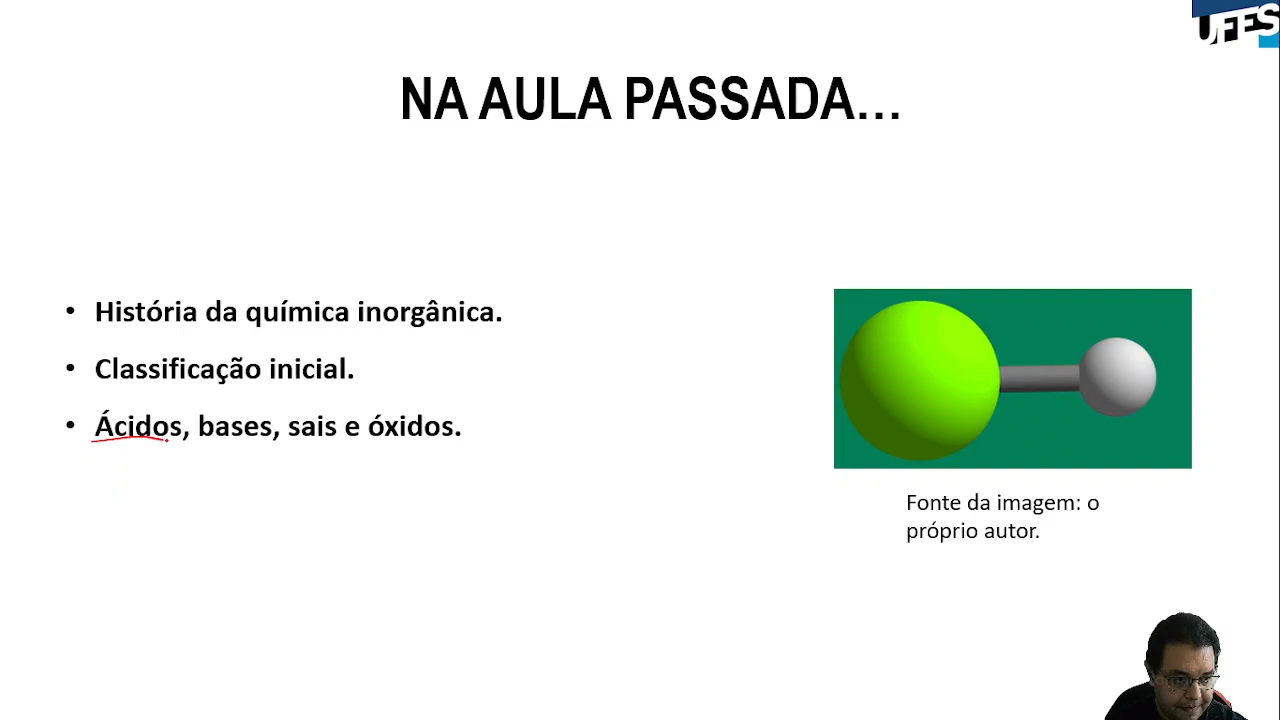 UFES
NA AULA PASSADA...
• História da química inorgânica.
• Classificação inicial.
• Ácidos, bases, sais e óxidos.
Fonte da imagem: o
próprio autor.